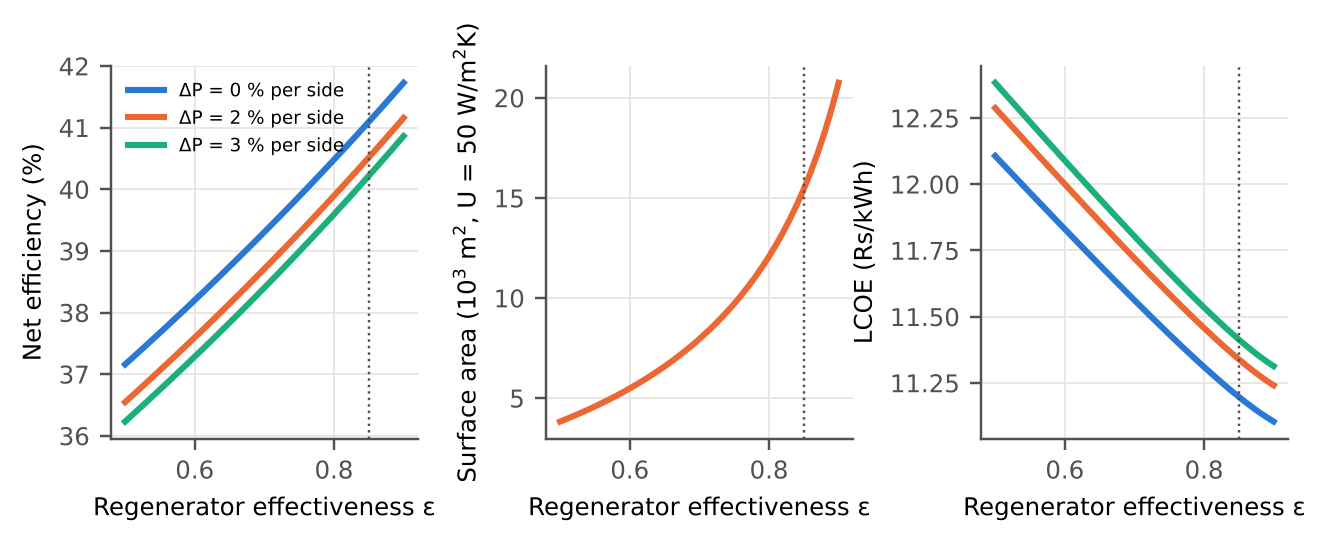 Net efficiency (%)
42
41
40
39
38
37
36
ΔP = 0 % per side
ΔP = 2 % per side
ΔP = 3 % per side
0.6
0.8
Regenerator effectiveness ε
Surface area (10³ m², U = 50 W/m²K)
20
15
10
5
0.6
0.8
Regenerator effectiveness ε
LCOE (Rs/kWh)
12.25
12.00
11.75
11.50
11.25
0.6
0.8
Regenerator effectiveness ε